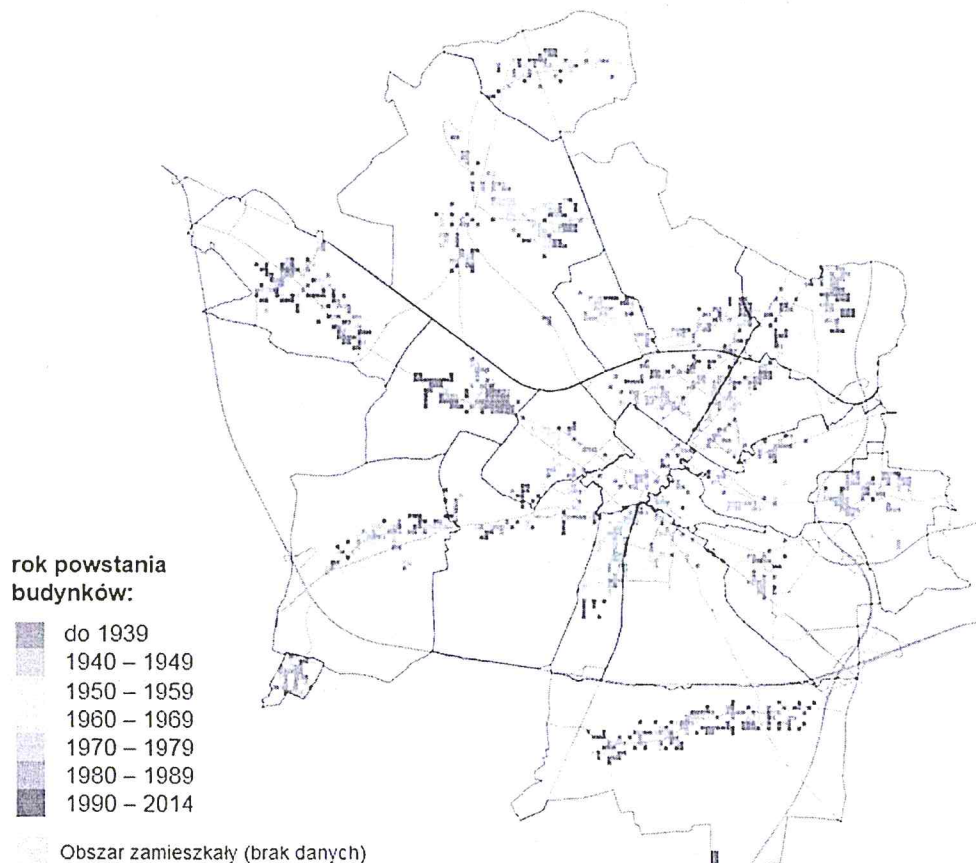 rok powstania
budynków:
do 1939
1940 – 1949
1950 – 1959
1960 – 1969
1970 – 1979
1980 – 1989
1990 – 2014
Obszar zamieszkały (brak danych)